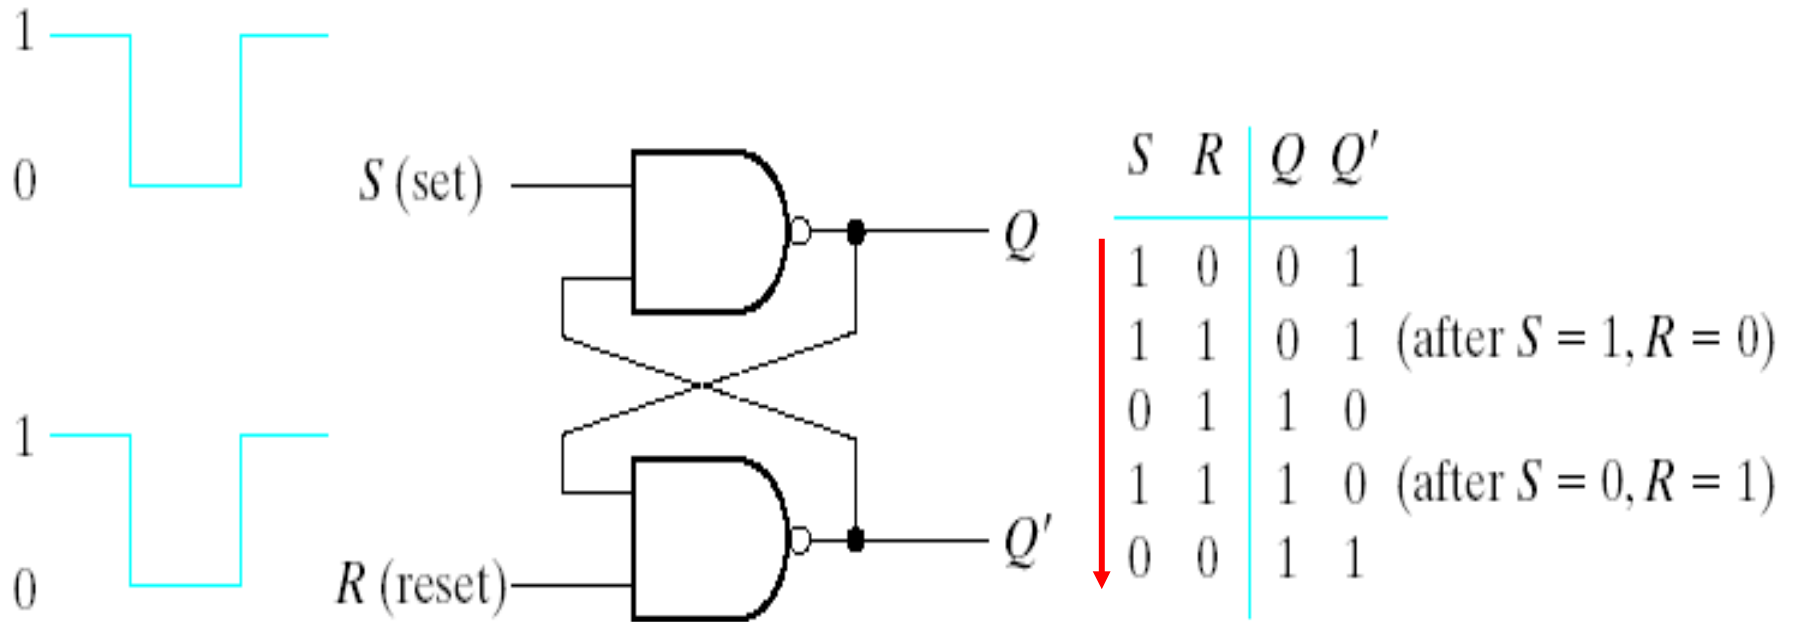 1
0
S (set)
Q
1
0
R (reset)
Q′
S R Q Q′
1 0 0 1
1 1 0 1 (after S = 1, R = 0)
0 1 1 0
1 1 1 0 (after S = 0, R = 1)
0 0 1 1